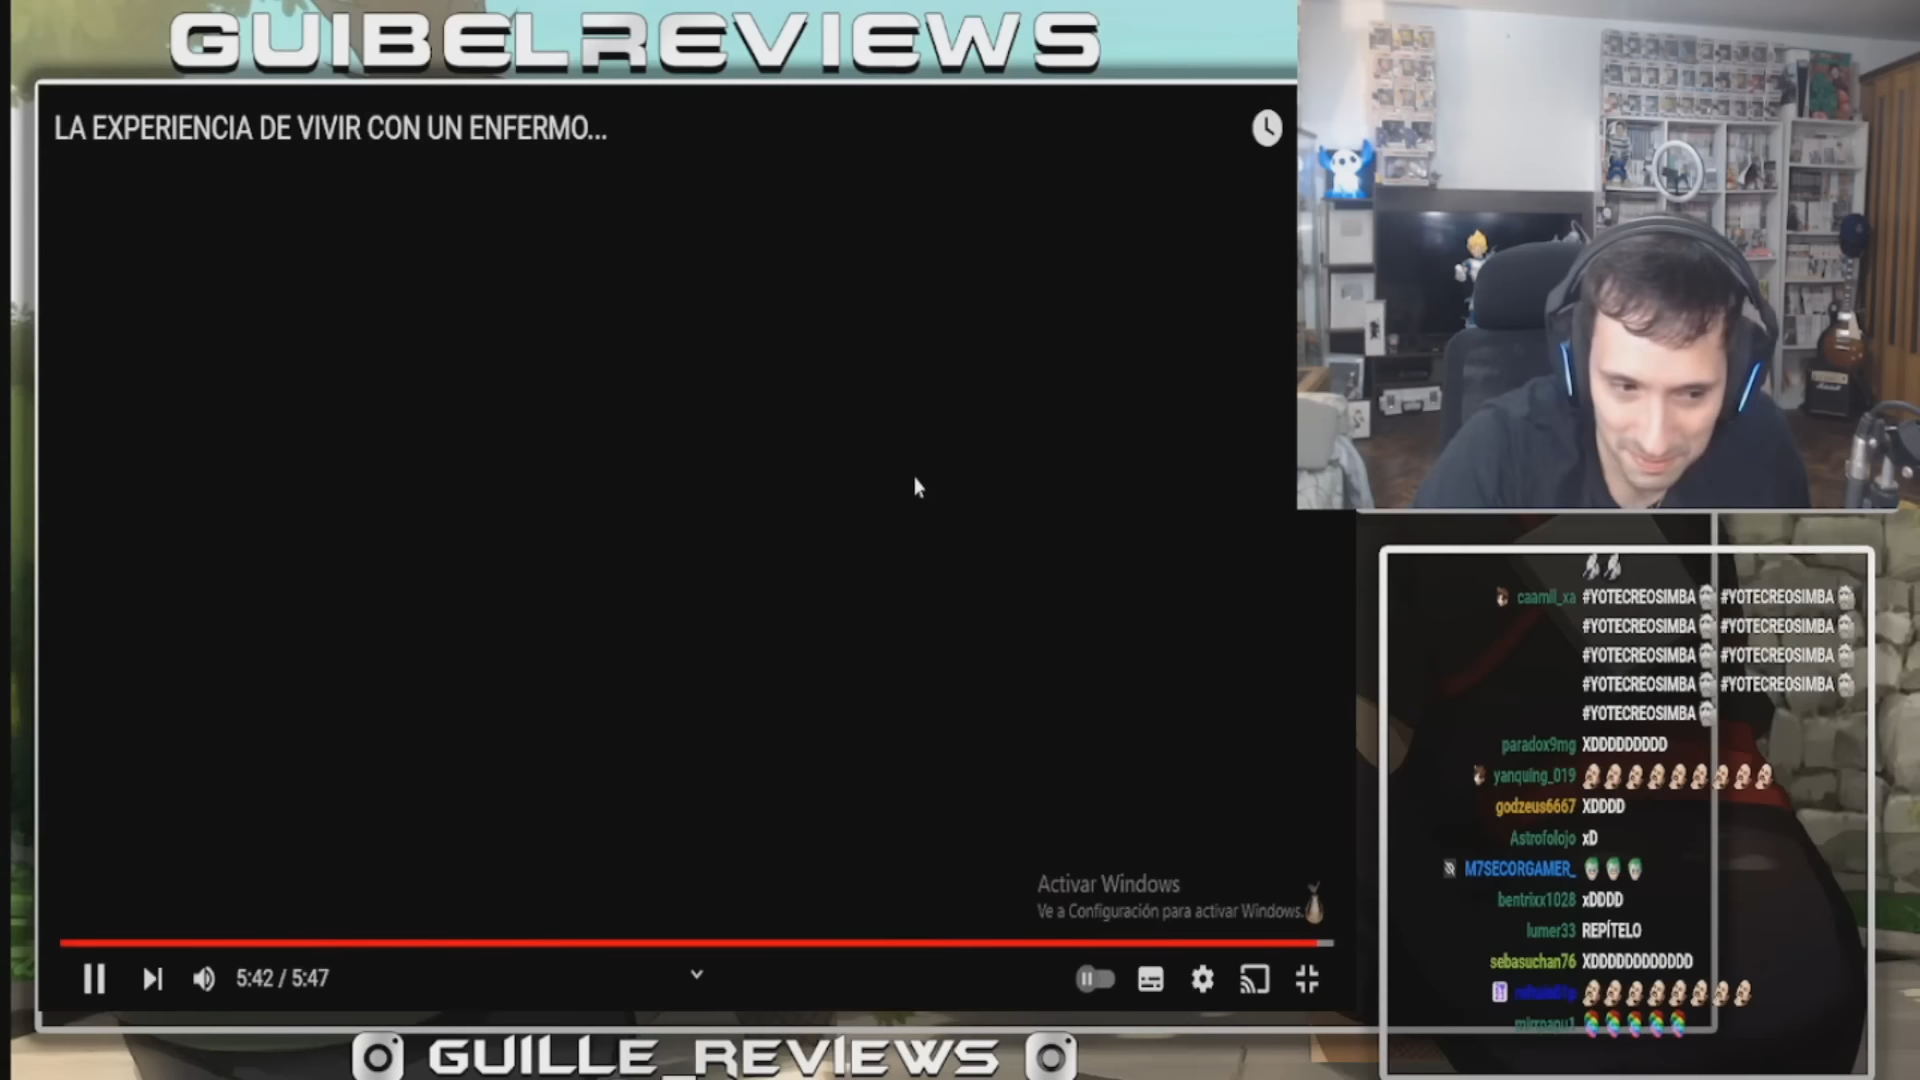 GUIBELREVIEWS
LA EXPERIENCIA DE VIVIR CON UN ENFERMO...
Activar Windows
Ve a Configuración para activar Windows.
5:42 / 5:47
GUILLE_REVIEWS
caamil_xa #YOTECREOSIMBA #YOTECREOSIMBA
#YOTECREOSIMBA #YOTECREOSIMBA
#YOTECREOSIMBA #YOTECREOSIMBA
#YOTECREOSIMBA #YOTECREOSIMBA
#YOTECREOSIMBA
paradox9mg XDDDDDDDDD
yanquing_019
godzeus6667 XDDDD
Astrofolojo xD
M7SECORGAMER_
bentrixx1028 xDDDD
lumer33 REPÍTELO
sebasuchan76 XDDDDDDDDDDDD